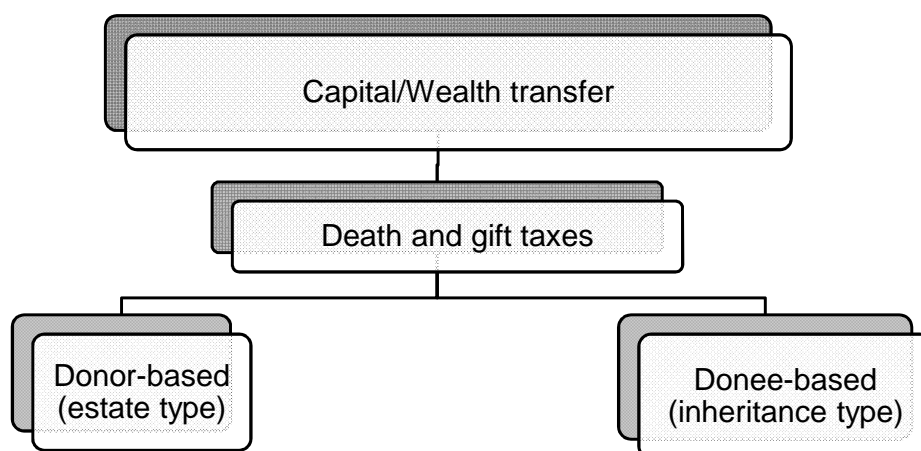 Capital/Wealth transfer
Death and gift taxes
Donor-based
(estate type)
Donee-based
(inheritance type)